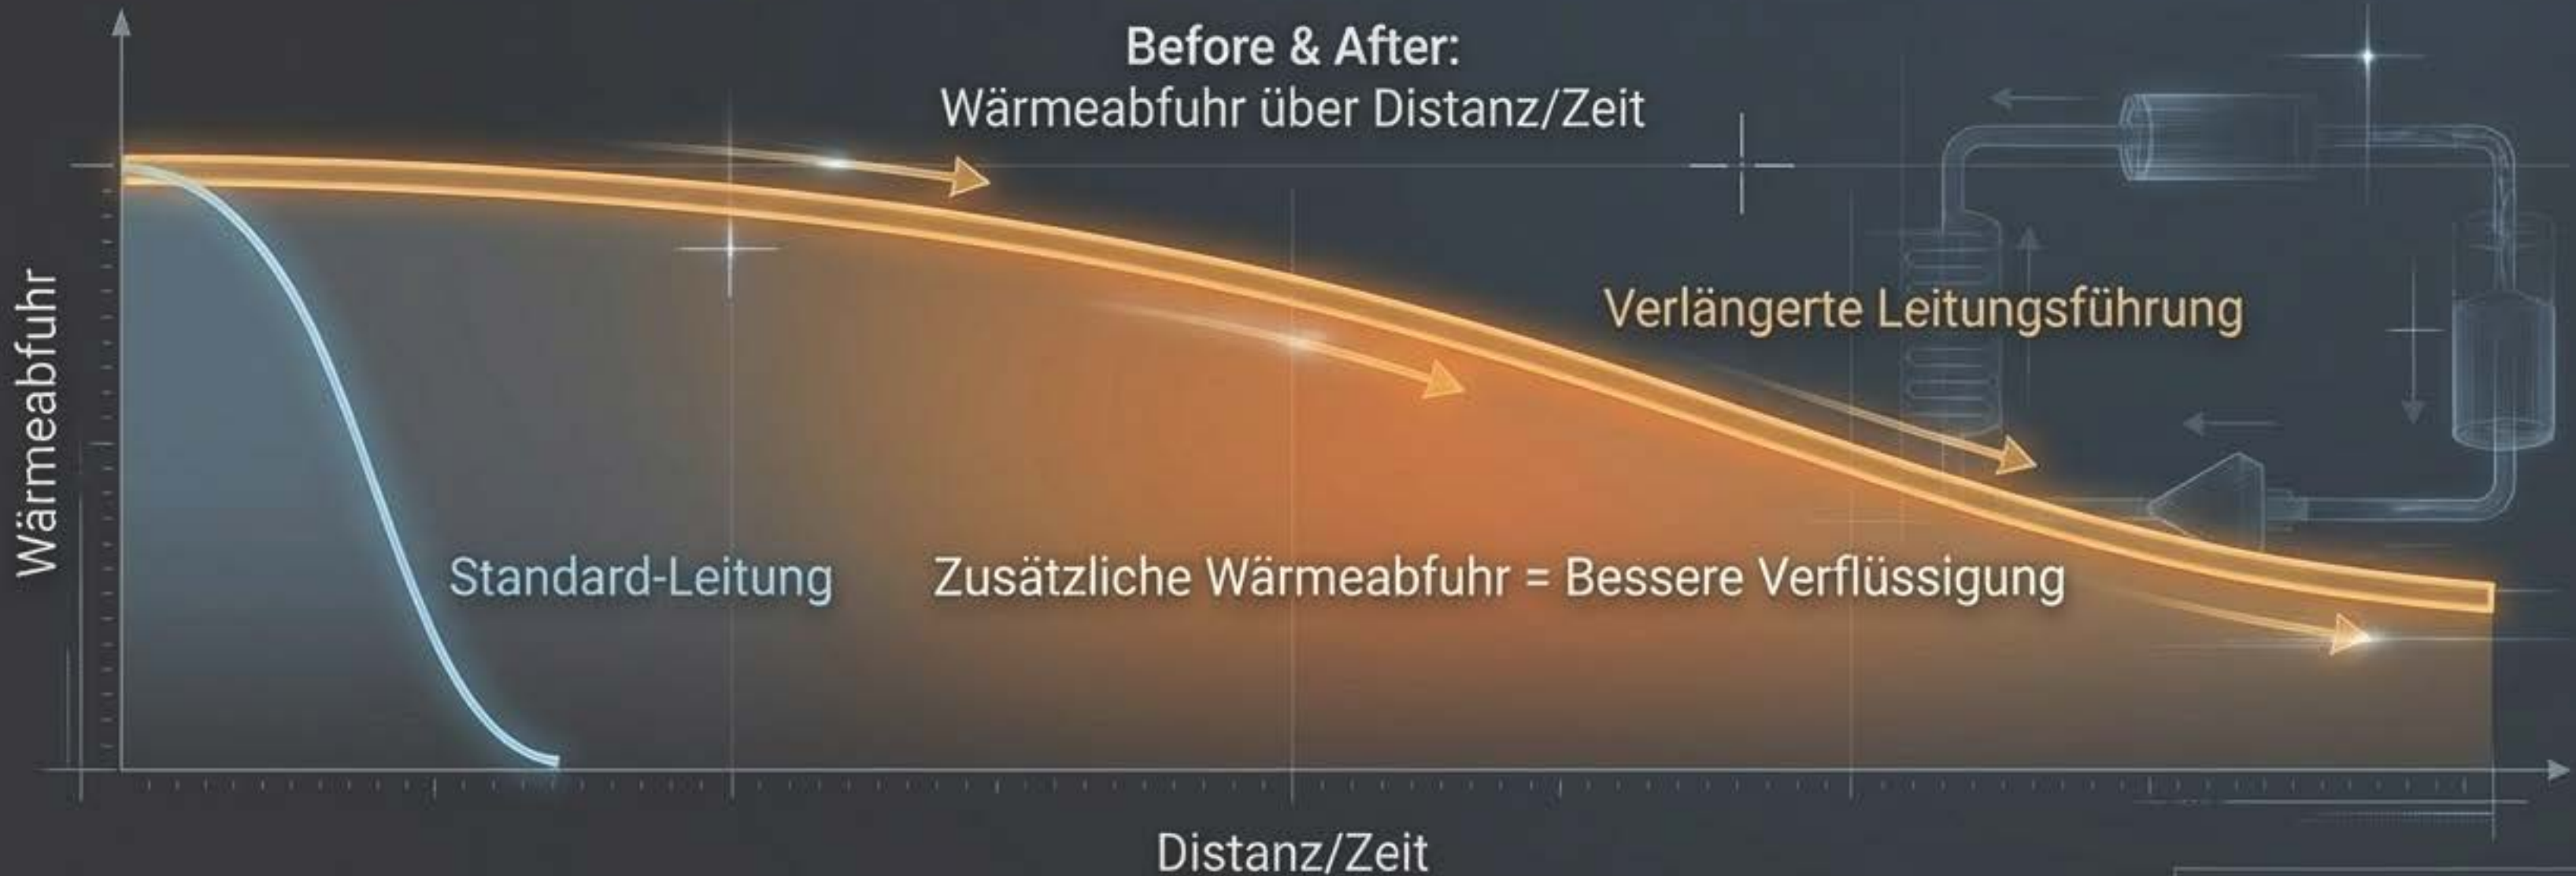 Before & After:
Wärmeabfuhr über Distanz/Zeit
Wärmeabfuhr
Verlängerte Leitungsführung
Standard-Leitung
Zusätzliche Wärmeabfuhr = Bessere Verflüssigung
Distanz/Zeit